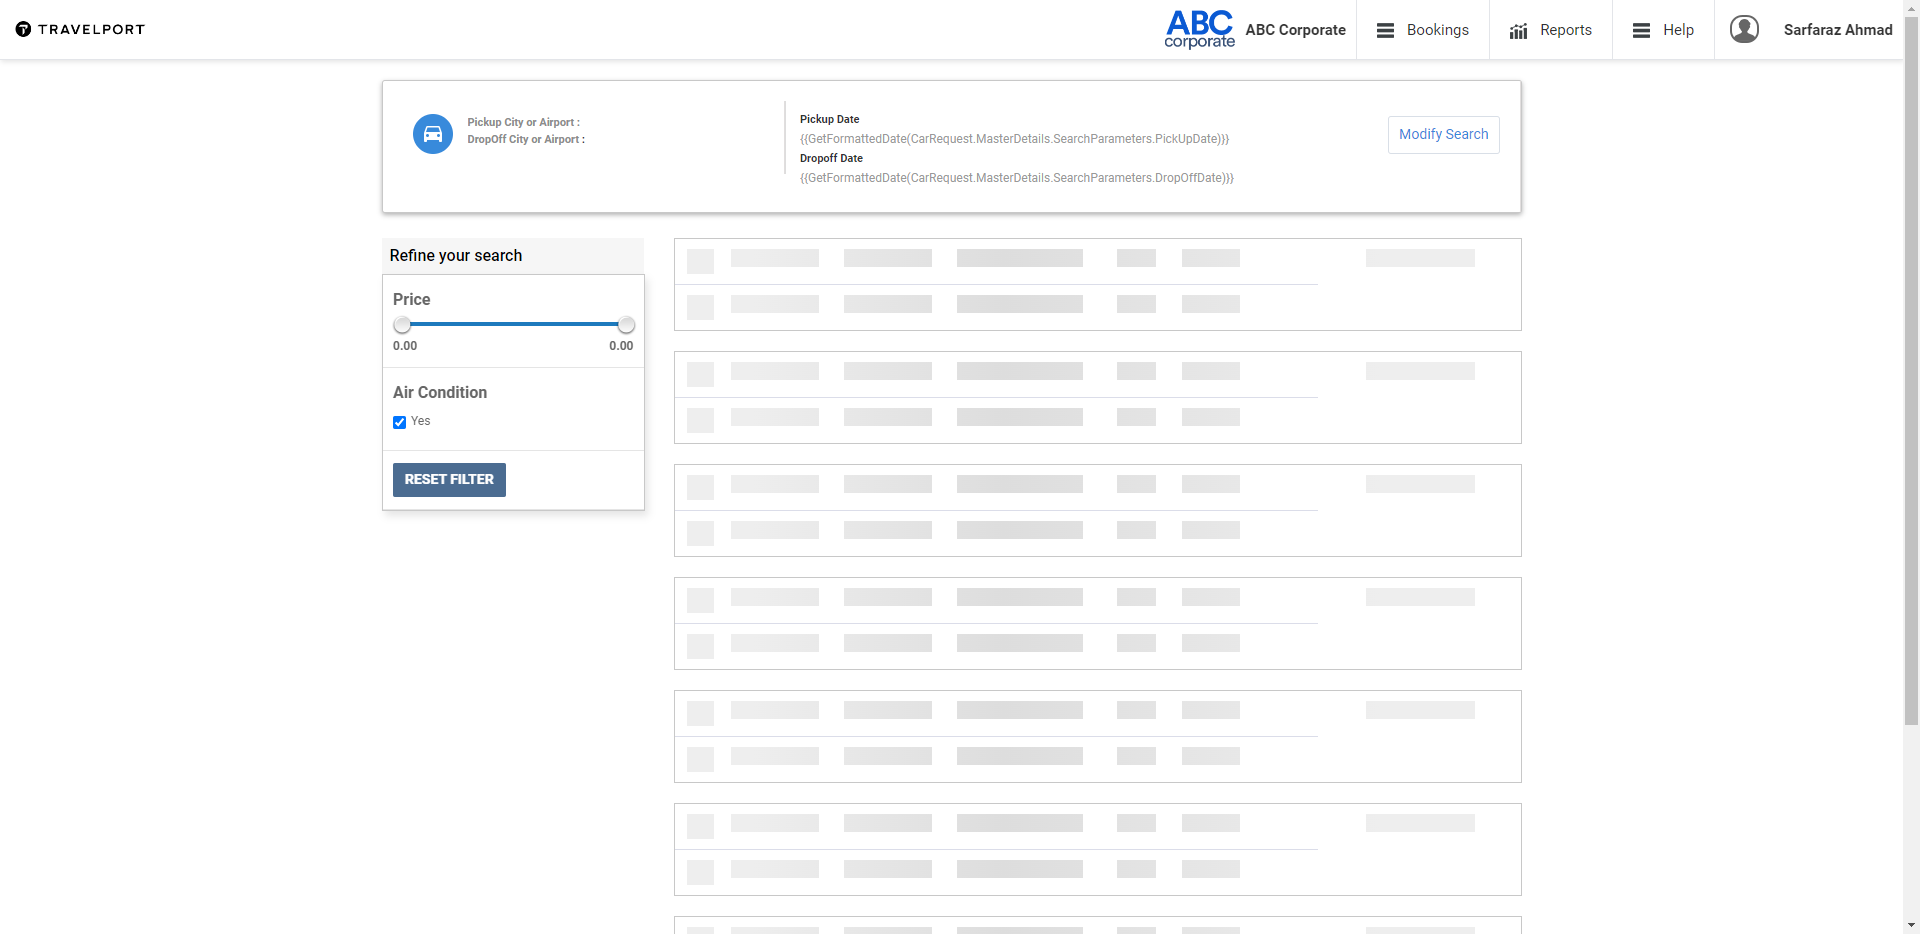 TRAVELPORT
ABC
corporate
ABC Corporate
Bookings
Reports
Help
Sarfaraz Ahmad
Pickup City or Airport :
DropOff City or Airport :
Pickup Date
{{GetFormattedDate(CarRequest.MasterDetails.SearchParameters.PickUpDate)}}
Dropoff Date
{{GetFormattedDate(CarRequest.MasterDetails.SearchParameters.DropOffDate)}}
Modify Search
Refine your search
Price
0.00 0.00
Air Condition
Yes
RESET FILTER